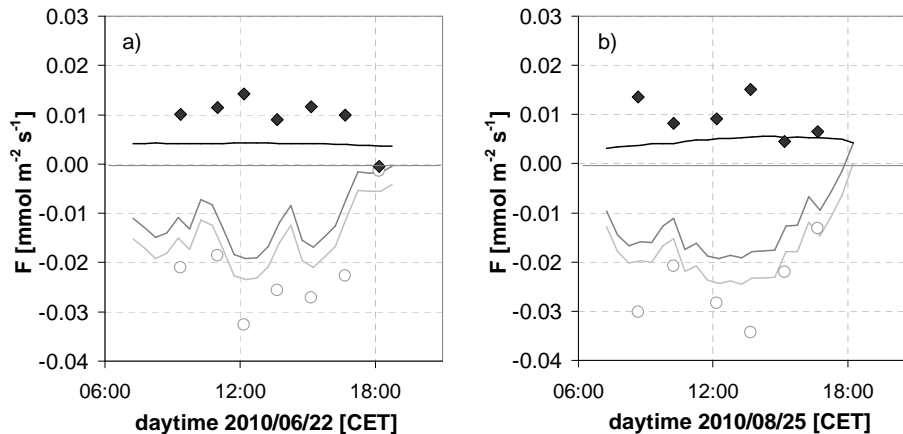 a)
0.03
0.02
0.01
0.00
-0.01
-0.02
-0.03
-0.04
F [mmol m⁻² s⁻¹]
06:00 12:00 18:00
daytime 2010/06/22 [CET]
b)
0.03
0.02
0.01
0.00
-0.01
-0.02
-0.03
-0.04
F [mmol m⁻² s⁻¹]
06:00 12:00 18:00
daytime 2010/08/25 [CET]